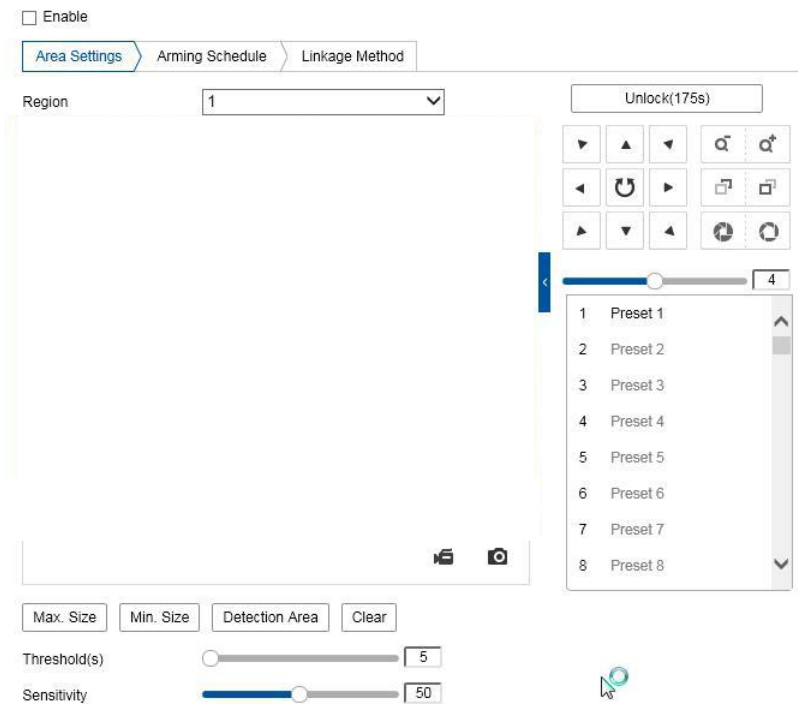 Enable
Area Settings Arming Schedule Linkage Method
Region 1
Unlock(175s)
4
1 Preset 1
2 Preset 2
3 Preset 3
4 Preset 4
5 Preset 5
6 Preset 6
7 Preset 7
8 Preset 8
Max. Size Min. Size Detection Area Clear
Threshold(s) 5
Sensitivity 50